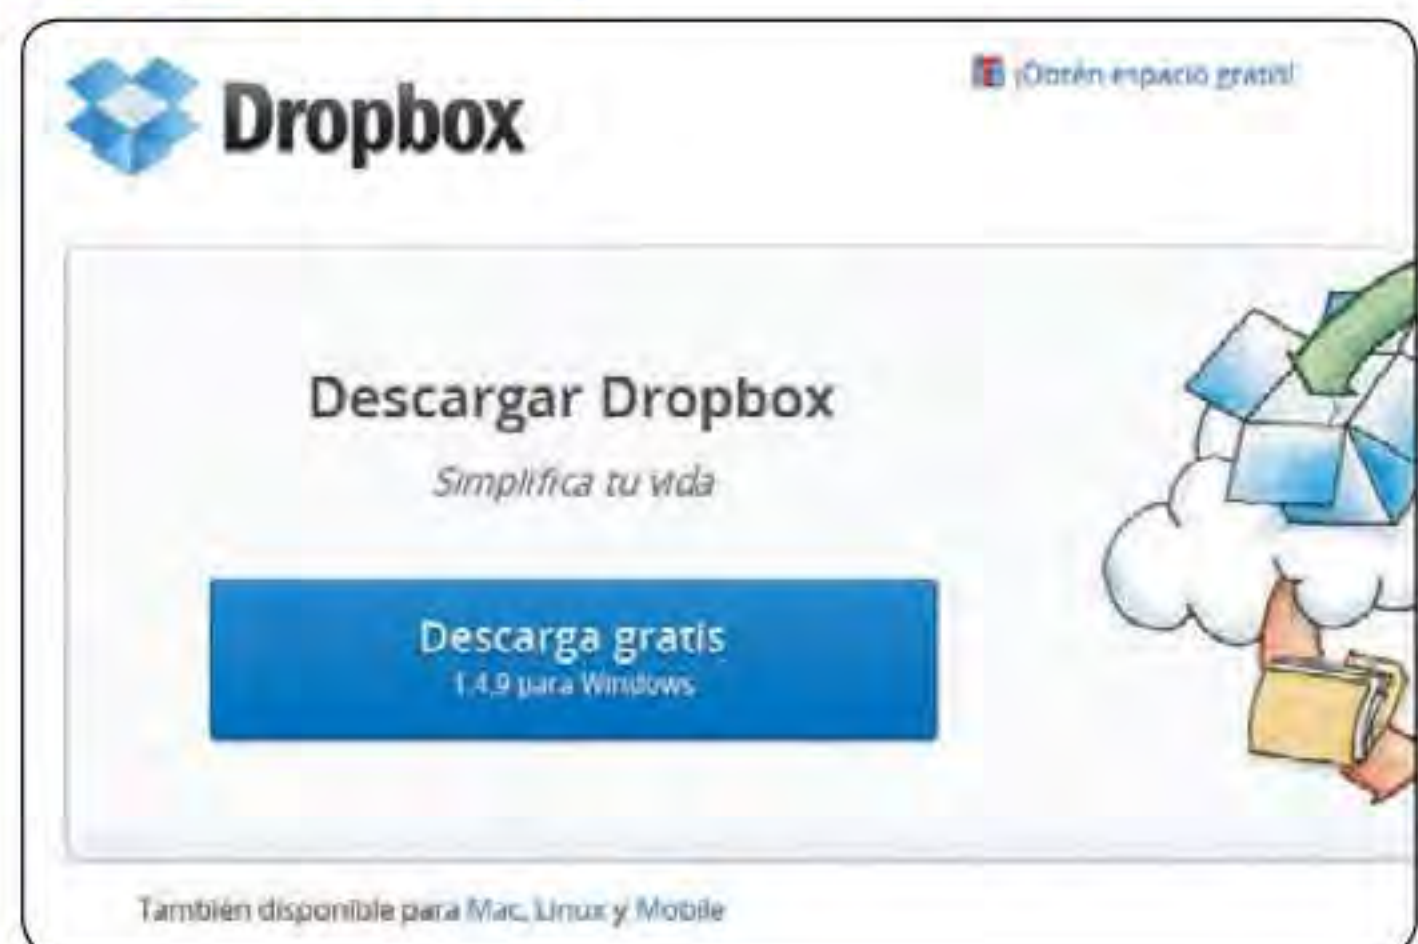 Dropbox
¡Obtén espacio gratis!
Descargar Dropbox
Simplifica tu vida
Descarga gratis
1.4.9 para Windows
También disponible para Mac, Linux y Mobile